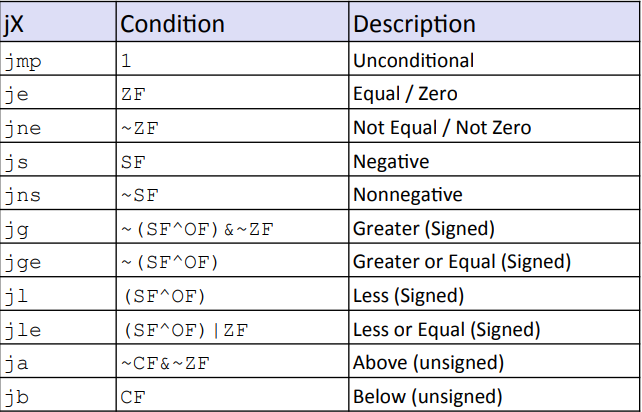 jX Condition Description
jmp 1 Unconditional
je ZF Equal / Zero
jne ~ZF Not Equal / Not Zero
js SF Negative
jns ~SF Nonnegative
jg ~(SF^OF)&~ZF Greater (Signed)
jge ~(SF^OF) Greater or Equal (Signed)
jl (SF^OF) Less (Signed)
jle (SF^OF)|ZF Less or Equal (Signed)
ja ~CF&~ZF Above (unsigned)
jb CF Below (unsigned)